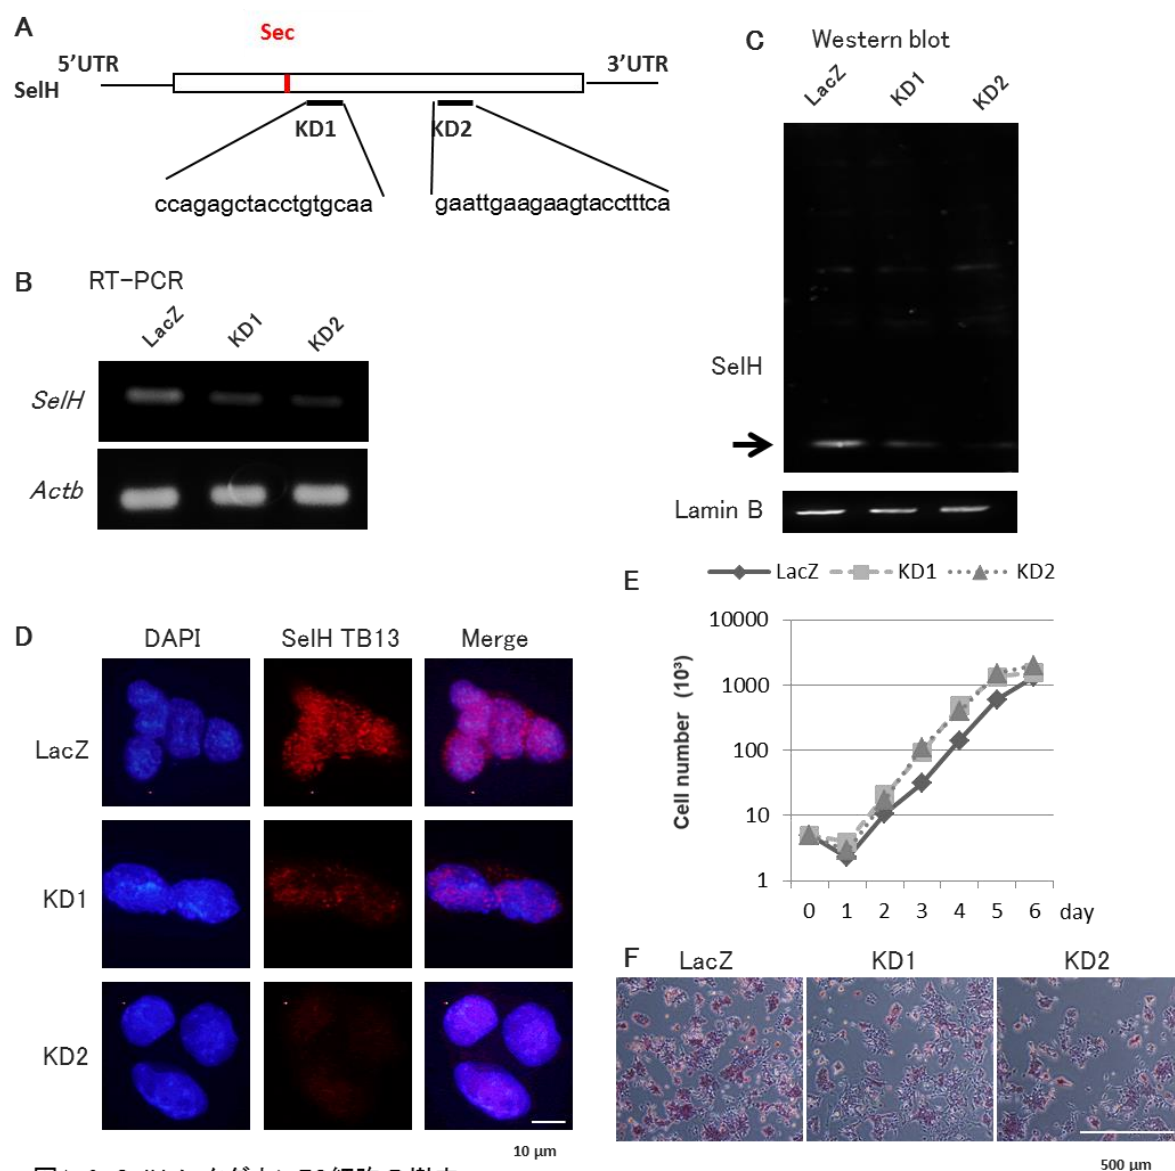 A
Sec
5'UTR
3'UTR
SelH
KD1
KD2
ccagagctacctgtgcaa
gaattgaagaagtacctttca
B RT-PCR
LacZ
KD1
KD2
SelH
Actb
C Western blot
LacZ
KD1
KD2
SelH
Lamin B
D
DAPI
SelH TB13
Merge
LacZ
KD1
KD2
10 μm
E
LacZ
KD1
KD2
Cell number (10³)
10000
1000
100
10
1
0 1 2 3 4 5 6 day
F
LacZ
KD1
KD2
500 μm